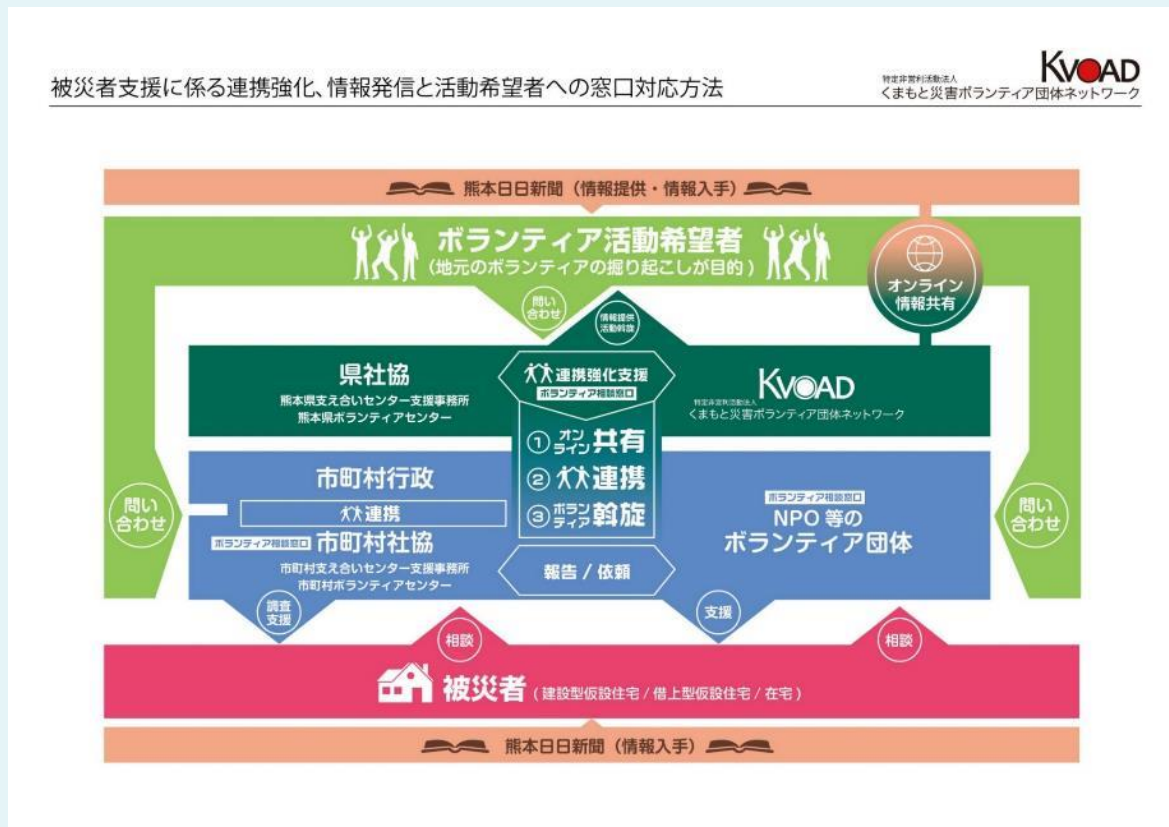 被災者支援に係る連携強化、情報発信と活動希望者への窓口対応方法
KVOAD
特定非営利活動法人
くまもと災害ボランティア団体ネットワーク
熊本日日新聞（情報提供・情報入手）
ボランティア活動希望者
（地元のボランティアの掘り起こしが目的）
オンライン
情報共有
問い
合わせ
情報提供
活動斡旋
県社協
熊本県支え合いセンター支援事務所
熊本県ボランティアセンター
連携強化支援
ボランティア相談窓口
KVOAD
特定非営利活動法人
くまもと災害ボランティア団体ネットワーク
①オンライン共有
②連携
③ボランティア斡旋
市町村行政
連携
ボランティア相談窓口 市町村社協
市町村支え合いセンター支援事務所
市町村ボランティアセンター
報告 / 依頼
ボランティア相談窓口
NPO 等の
ボランティア団体
問い
合わせ
問い
合わせ
調査
支援
相談
支援
相談
被災者（建設型仮設住宅 / 借上型仮設住宅 / 在宅）
熊本日日新聞（情報入手）